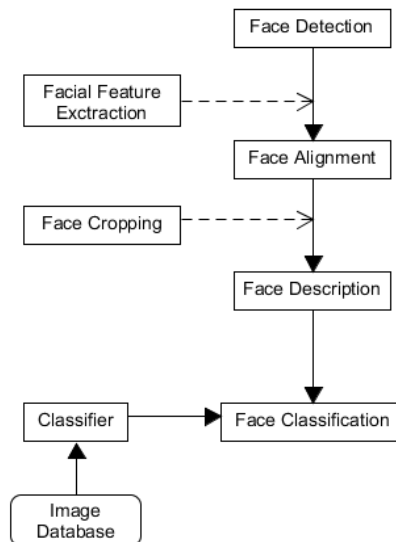 Face Detection
Facial Feature
Exctraction
Face Alignment
Face Cropping
Face Description
Classifier
Face Classification
Image
Database